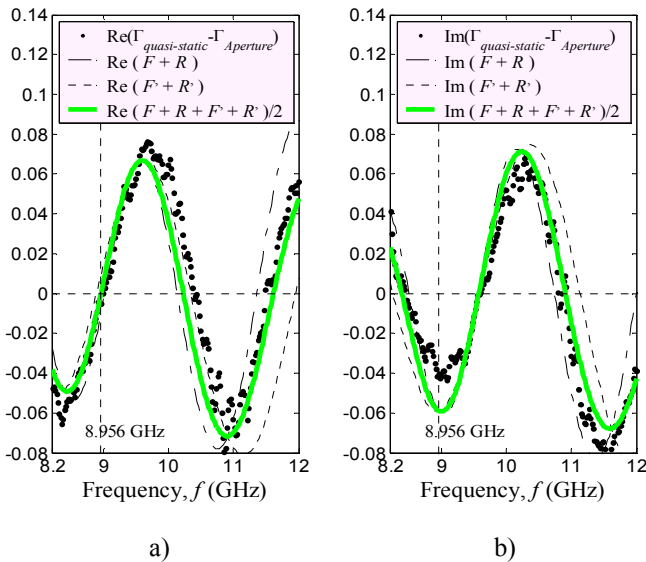 0.14
0.12
0.1
0.08
0.06
0.04
0.02
0
-0.02
-0.04
-0.06
-0.08
Re(Γquasi-static-ΓAperture)
Re ( F + R )
Re ( F’ + R’ )
Re ( F + R + F’ + R’ )/2
8.956 GHz
8.2 9 10 11 12
Frequency, f (GHz)
a)
0.14
0.12
0.1
0.08
0.06
0.04
0.02
0
-0.02
-0.04
-0.06
-0.08
Im(Γquasi-static-ΓAperture)
Im ( F + R )
Im ( F’ + R’ )
Im ( F + R + F’ + R’ )/2
8.956 GHz
8.2 9 10 11 12
Frequency, f (GHz)
b)